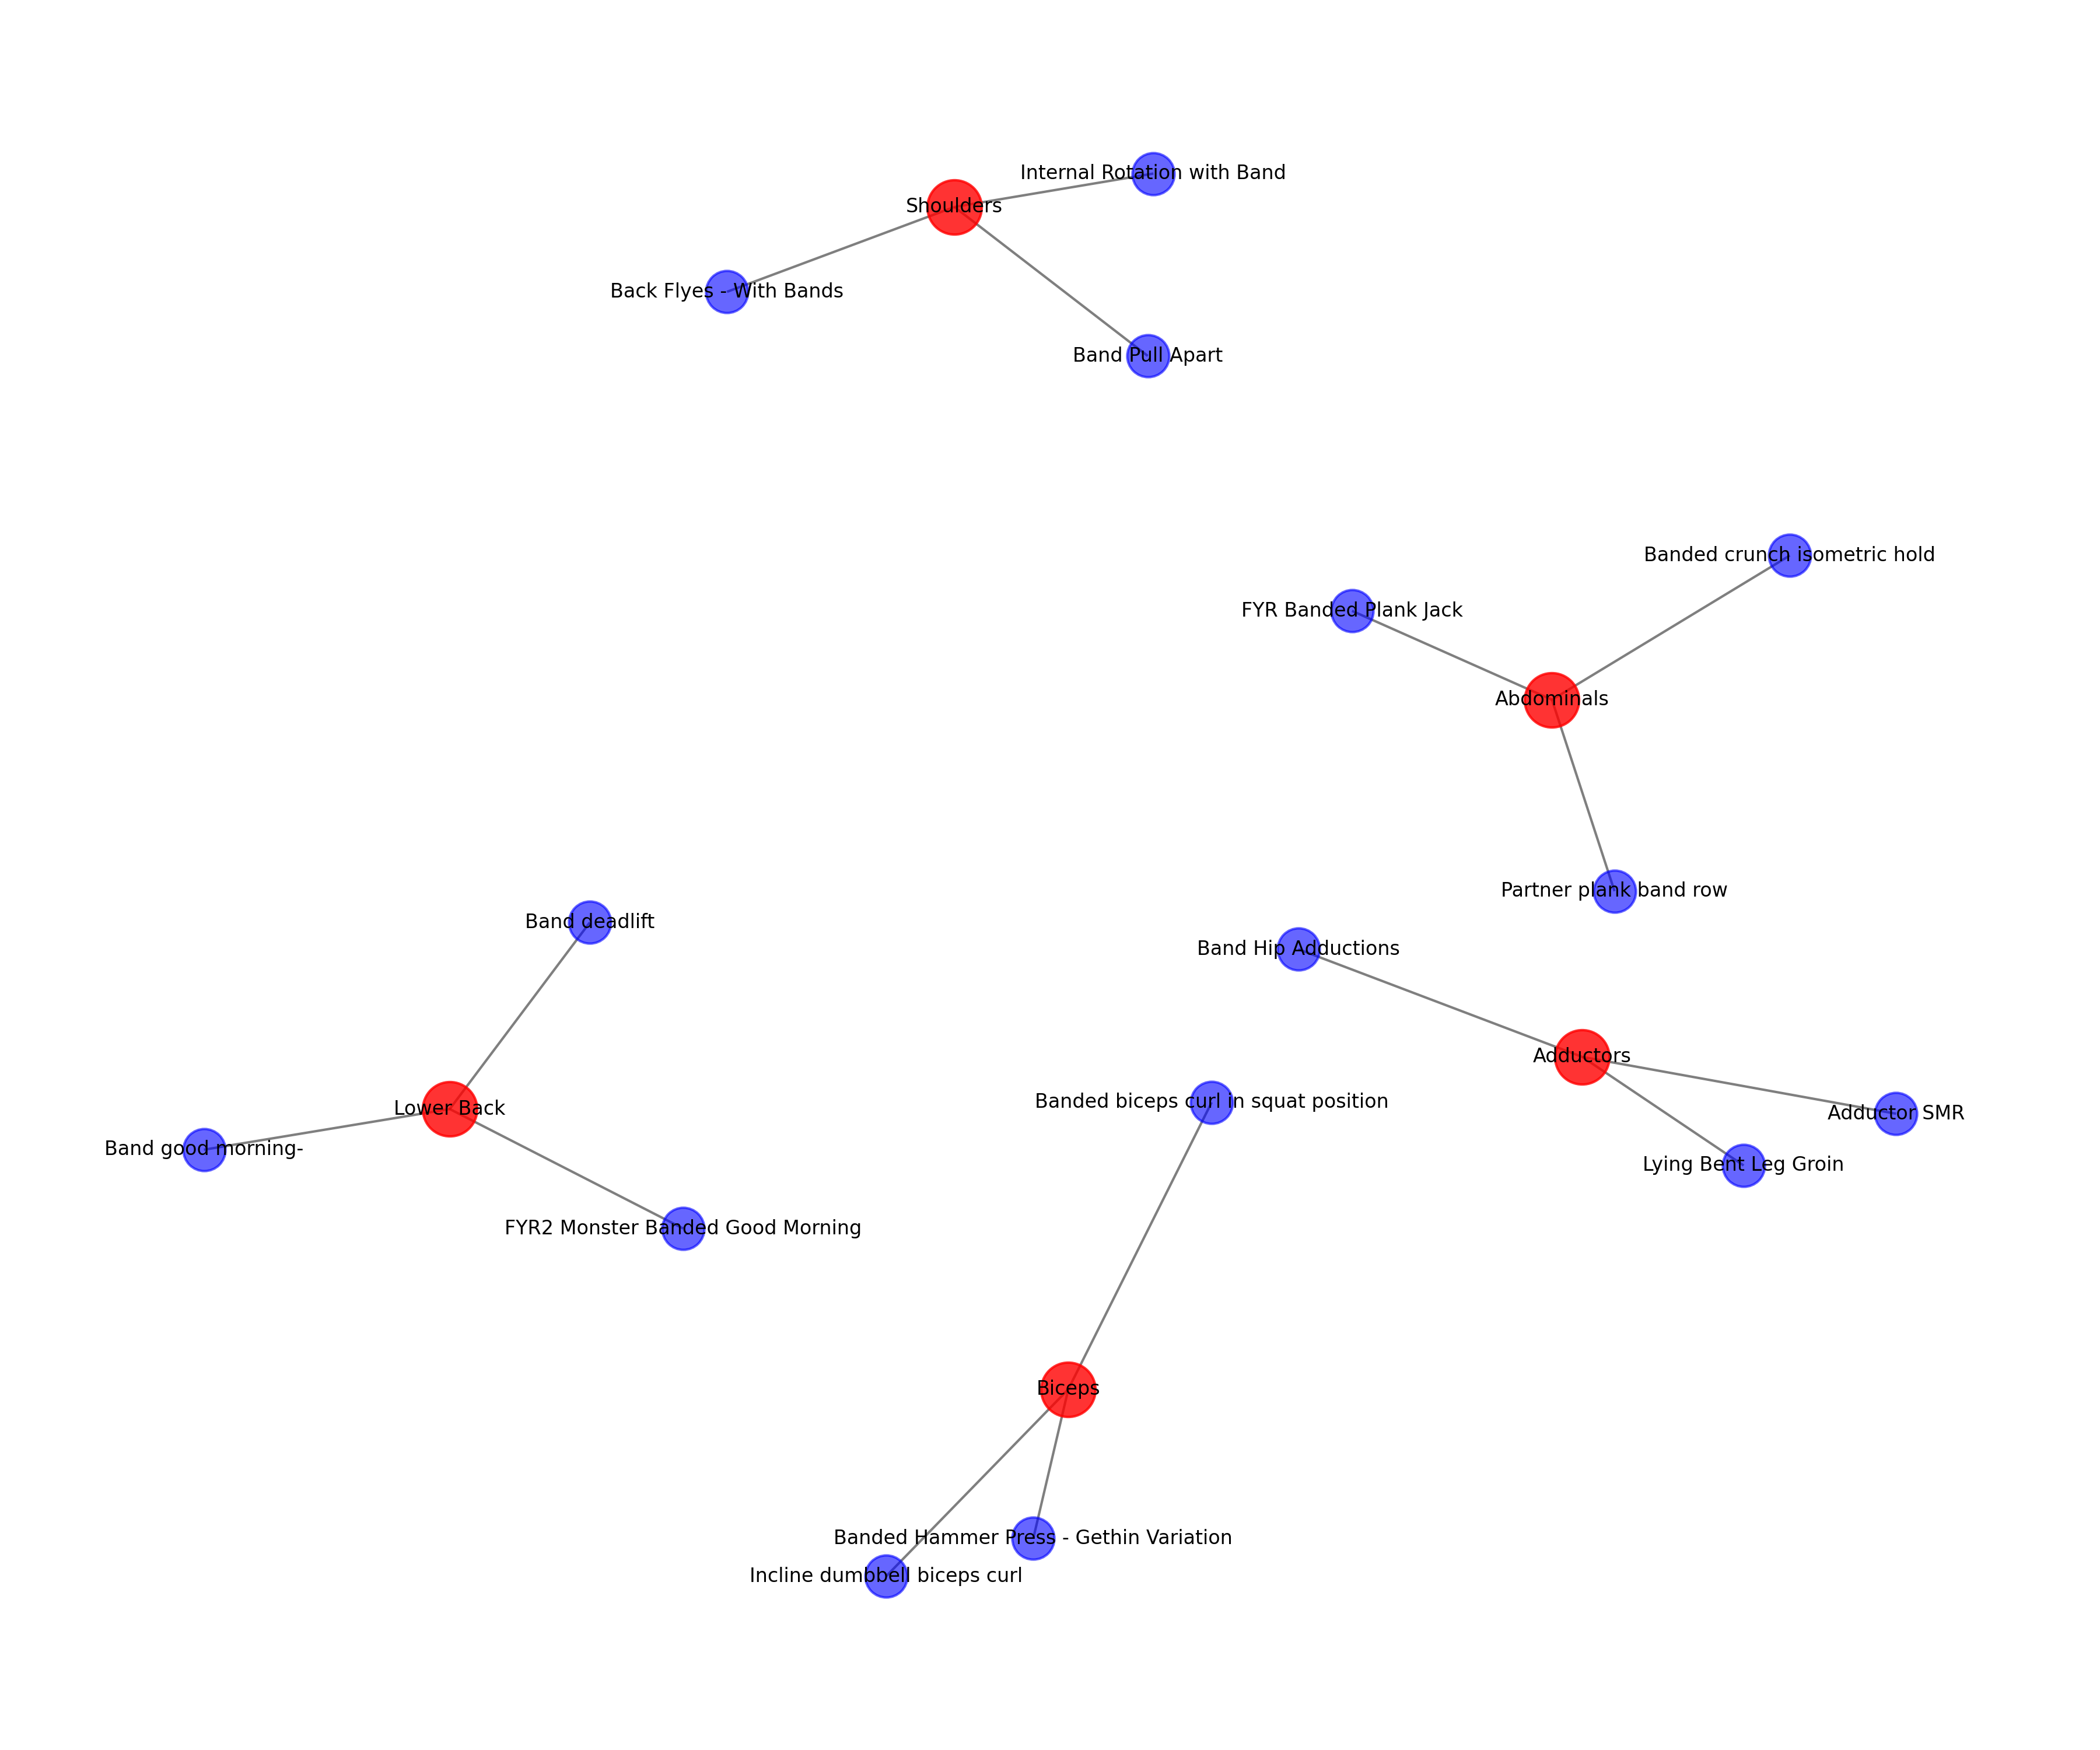 Internal Rotation with Band
Shoulders
Back Flyes - With Bands
Band Pull Apart
Banded crunch isometric hold
FYR Banded Plank Jack
Abdominals
Partner plank band row
Band deadlift
Band Hip Adductions
Adductors
Banded biceps curl in squat position
Lower Back
Adductor SMR
Band good morning-
Lying Bent Leg Groin
FYR2 Monster Banded Good Morning
Biceps
Banded Hammer Press - Gethin Variation
Incline dumbbell biceps curl